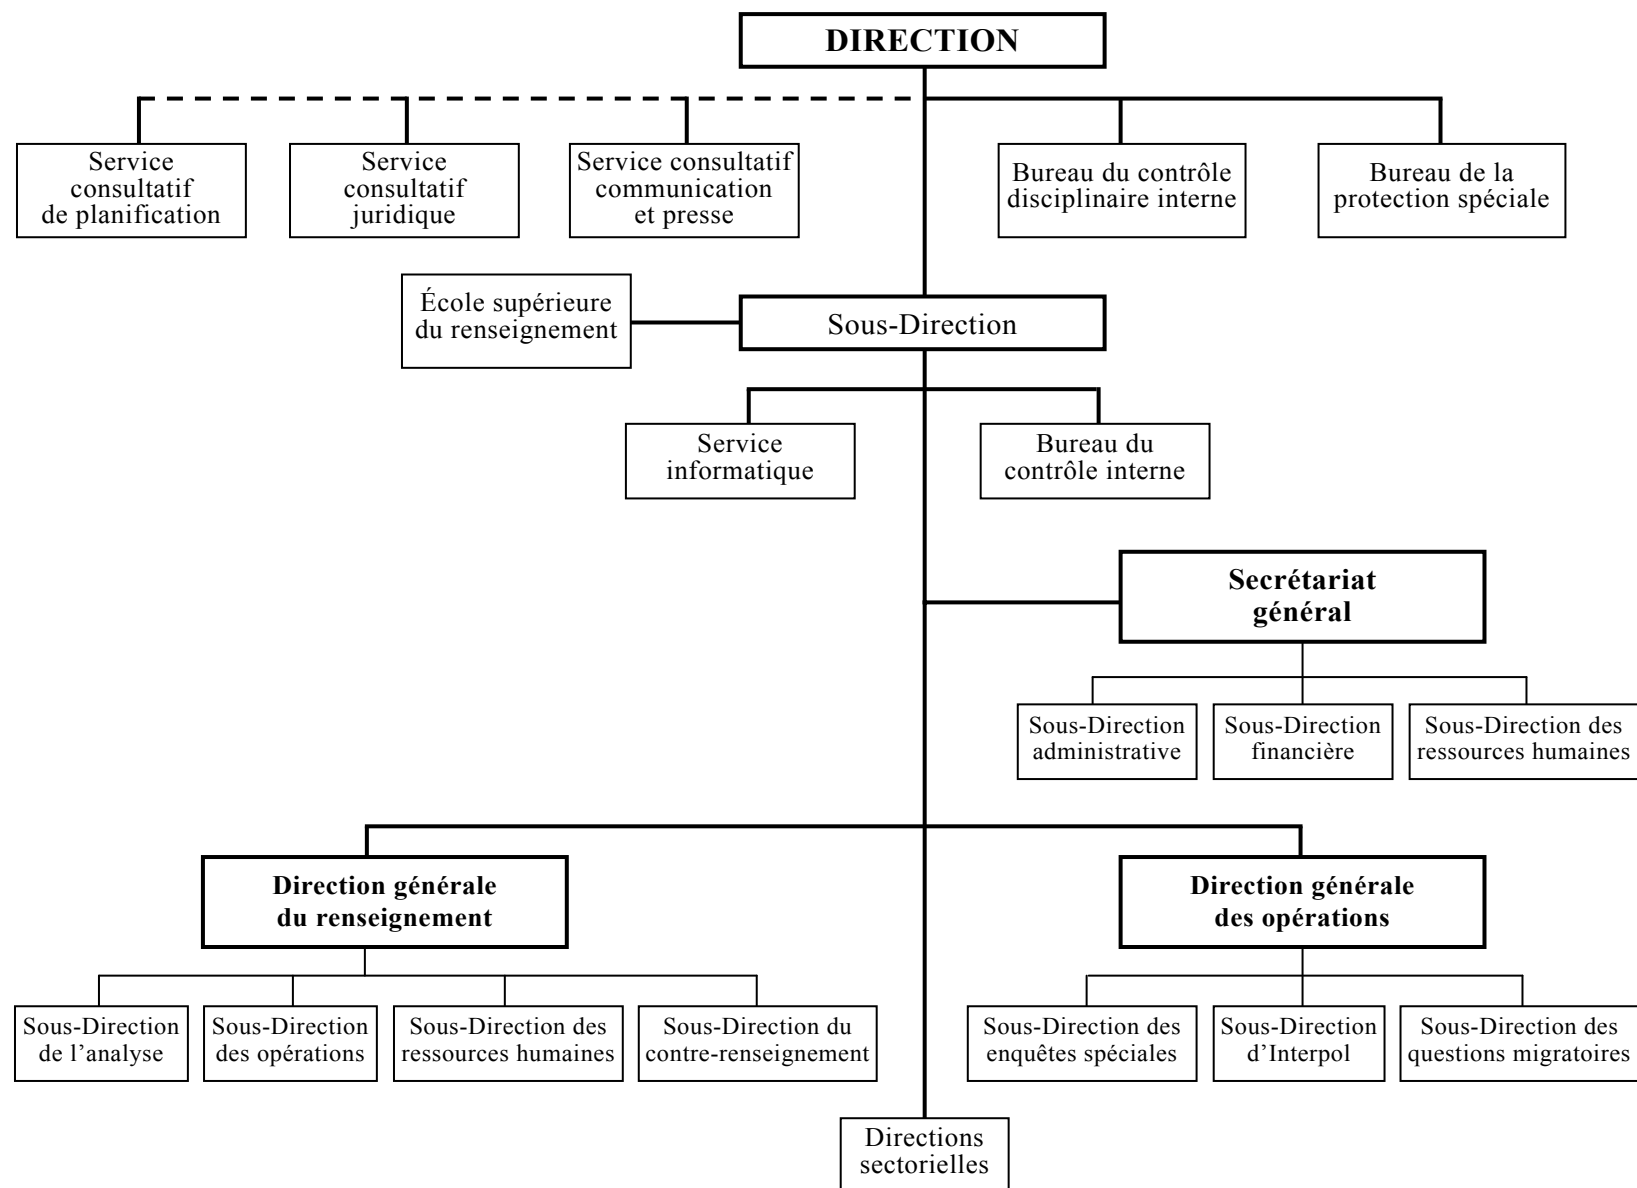 DIRECTION
Service
consultatif
de planification
Service
consultatif
juridique
Service consultatif
communication
et presse
Bureau du contrôle
disciplinaire interne
Bureau de la
protection spéciale
École supérieure
du renseignement
Sous-Direction
Service
informatique
Bureau du
contrôle interne
Secrétariat
général
Sous-Direction
administrative
Sous-Direction
financière
Sous-Direction des
ressources humaines
Direction générale
du renseignement
Direction générale
des opérations
Sous-Direction
de l’analyse
Sous-Direction
des opérations
Sous-Direction des
ressources humaines
Sous-Direction du
contre-renseignement
Sous-Direction des
enquêtes spéciales
Sous-Direction
d’Interpol
Sous-Direction des
questions migratoires
Directions
sectorielles